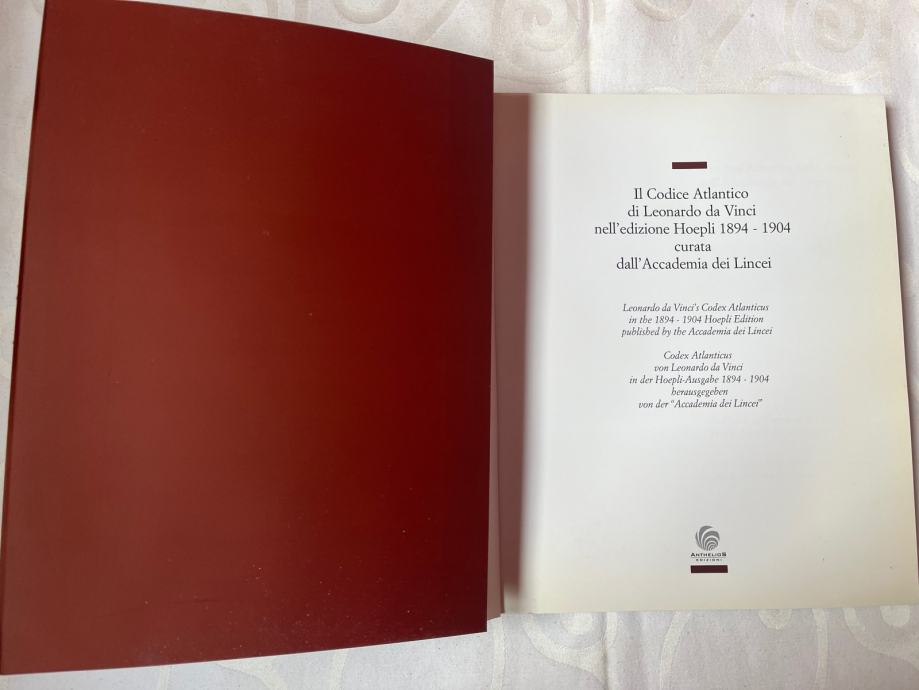 Il Codice Atlantico
di Leonardo da Vinci
nell'edizione Hoepli 1894 - 1904
curata
dall'Accademia dei Lincei
Leonardo da Vinci's Codex Atlanticus
in the 1894 - 1904 Hoepli Edition
published by the Accademia dei Lincei
Codex Atlanticus
von Leonardo da Vinci
in der Hoepli-Ausgabe 1894 - 1904
herausgegeben
von der "Accademia dei Lincei"
ANTHELIOS
EDIZIONI